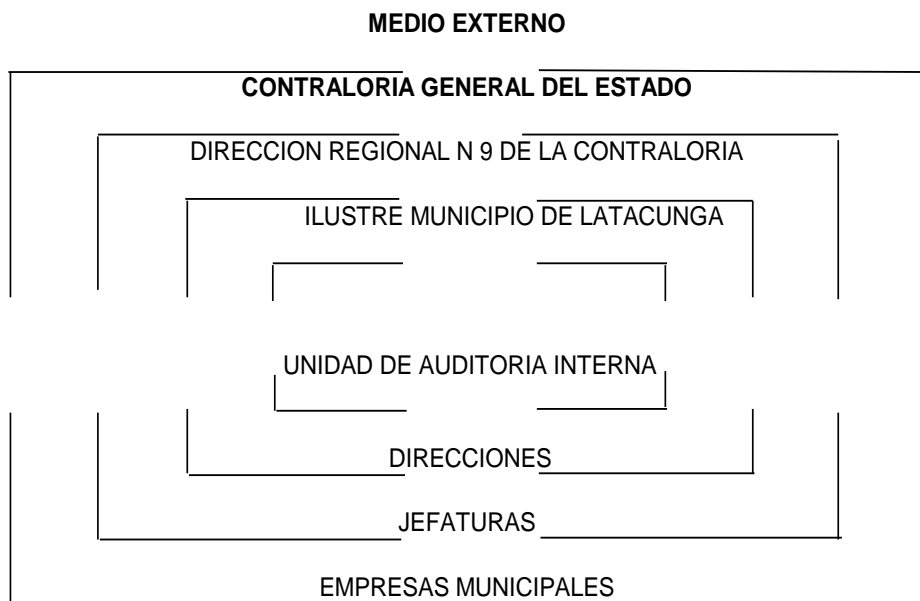 MEDIO EXTERNO
CONTRALORIA GENERAL DEL ESTADO
DIRECCION REGIONAL N 9 DE LA CONTRALORIA
ILUSTRE MUNICIPIO DE LATACUNGA
UNIDAD DE AUDITORIA INTERNA
DIRECCIONES
JEFATURAS
EMPRESAS MUNICIPALES